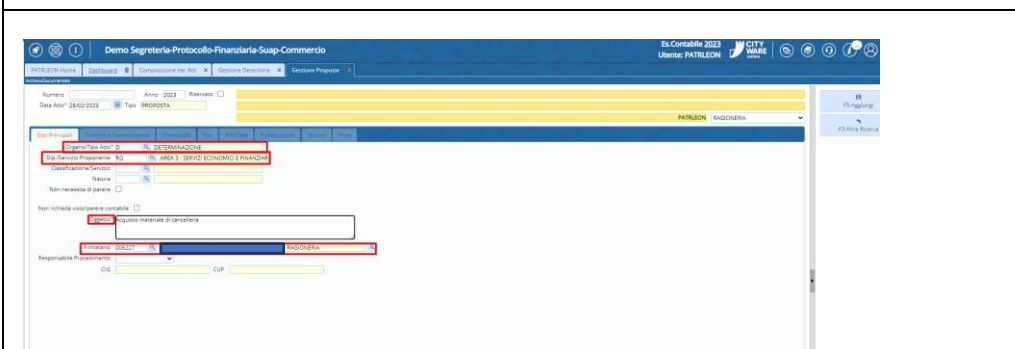 Demo Segreteria-Protocollo-Finanziaria-Suap-Commercio
Es.Contabile 2023
Utente: PATRLEON
CITY WARE
PATRLEON Home Dashboard Composizione Iter Atti Gestione Determine Gestione Proposte
Numero Anno 2023 Riservato
Data Atto* 28/02/2023 Tipo PROPOSTA
PATRLEON RAGIONERIA
F3-Aggiungi
F2-Altra Ricerca
Dati Principali
Organo/Tipo Atto* D DETERMINAZIONE
Dip./Servizio Proponente RG AREA 3 - SERVIZI ECONOMICO E FINANZIAR
Classificazione/Servizio
Natura
Non necessita di parere
Non richiede visto/parere contabile
Oggetto* Acquisto materiale di cancelleria
Firmatario 006227 RAGIONERIA
Responsabile Procedimento
CIG CUP